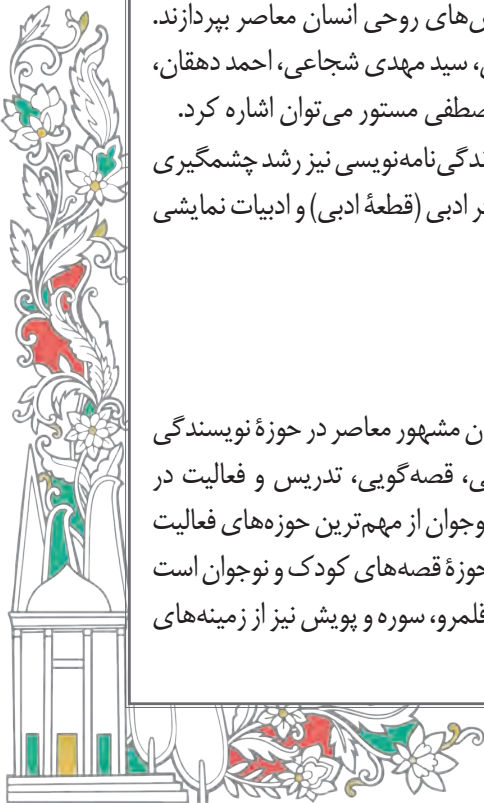 ش‌های روحی انسان معاصر بپردازند.
، سید مهدی شجاعی، احمد دهقان،
صطفی مستور می‌توان اشاره کرد.
ندگی‌نامه‌نویسی نیز رشد چشمگیری
ر ادبی (قطعهٔ ادبی) و ادبیات نمایشی
ن مشهور معاصر در حوزهٔ نویسندگی
ی، قصه‌گویی، تدریس و فعالیت در
وجوان از مهم‌ترین حوزه‌های فعالیت
حوزهٔ قصه‌های کودک و نوجوان است
قلمرو، سوره و پویش نیز از زمینه‌های